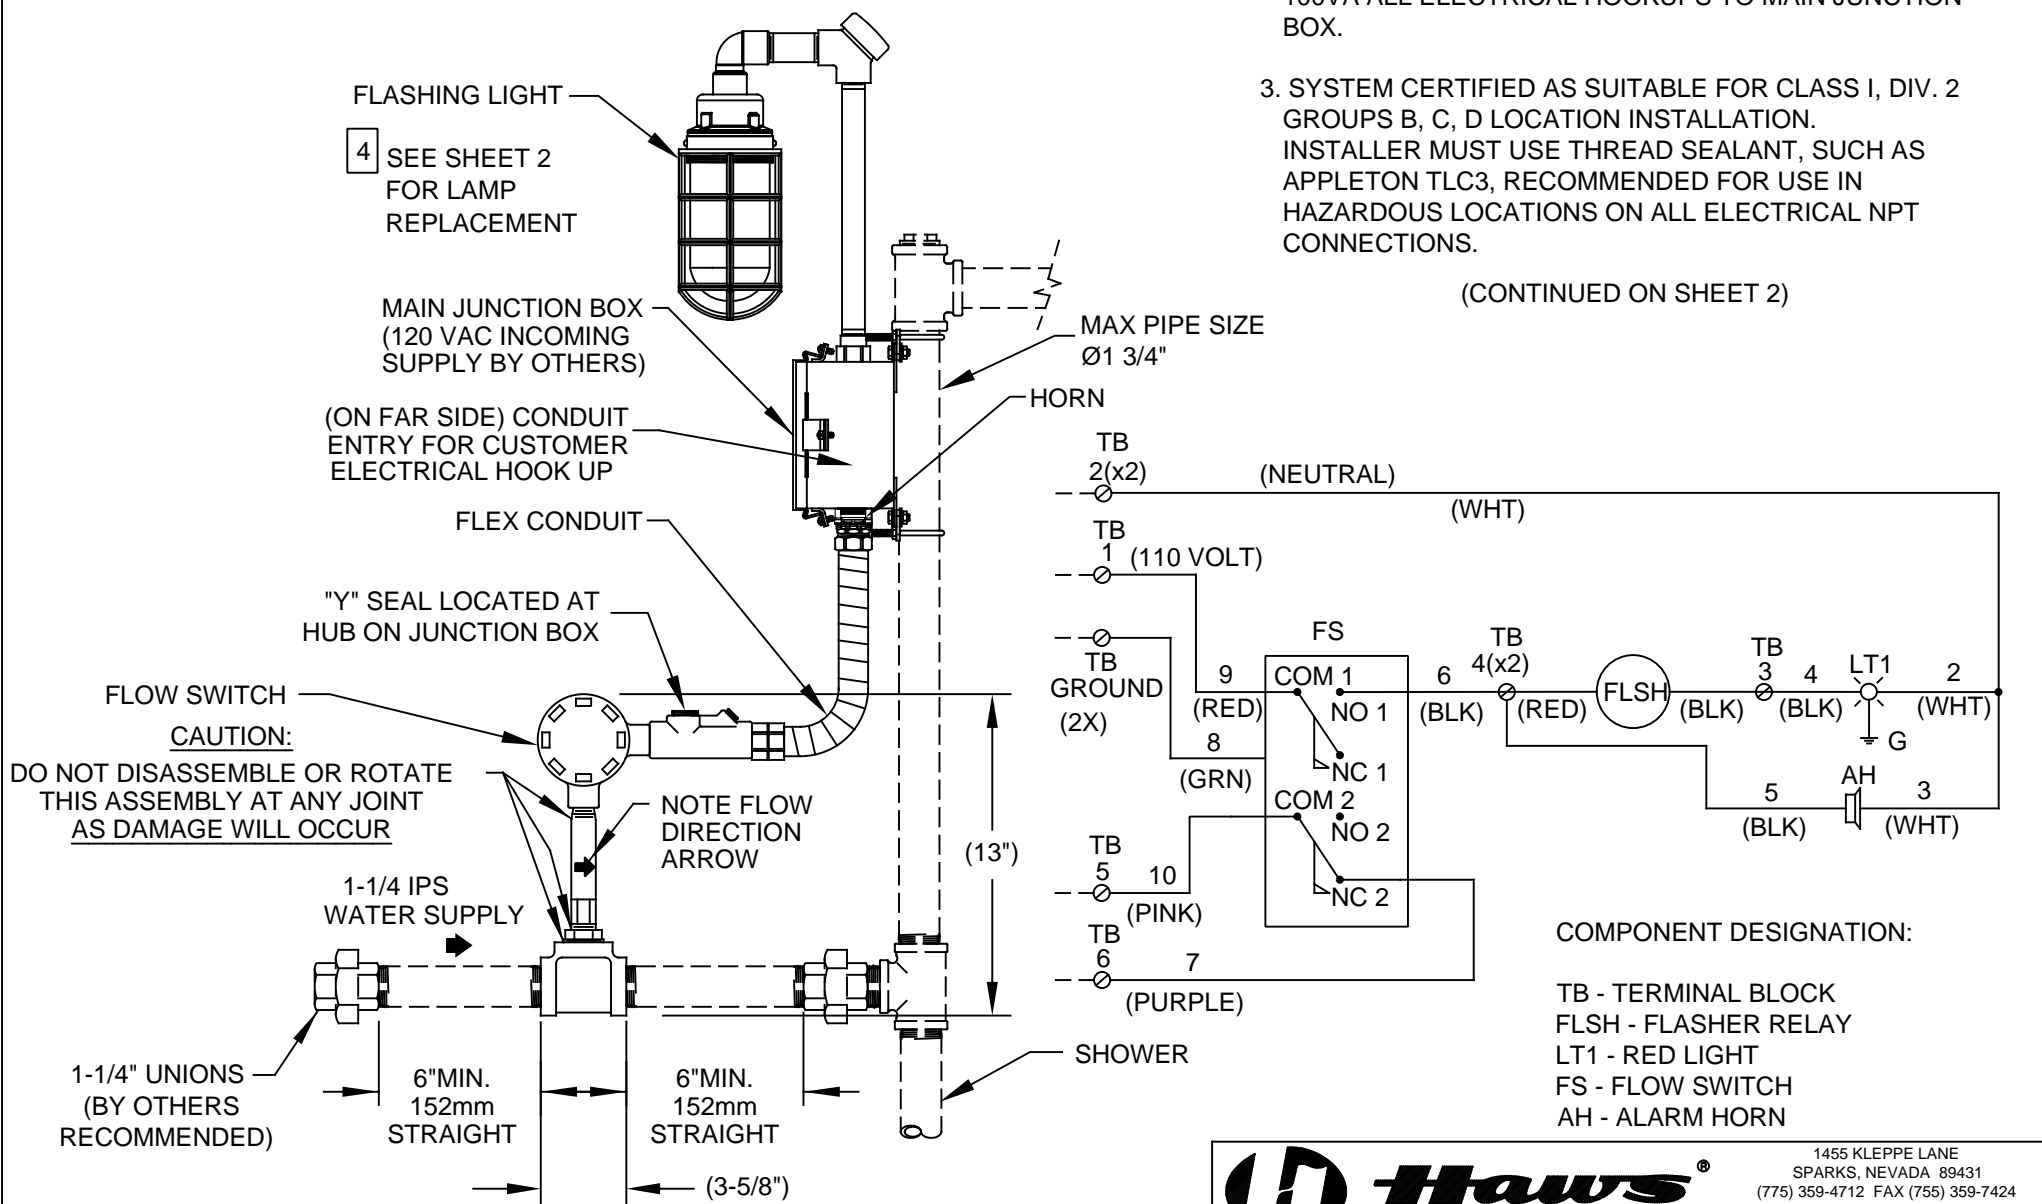 BOX.
3. SYSTEM CERTIFIED AS SUITABLE FOR CLASS I, DIV. 2
GROUPS B, C, D LOCATION INSTALLATION.
INSTALLER MUST USE THREAD SEALANT, SUCH AS
APPLETON TLC3, RECOMMENDED FOR USE IN
HAZARDOUS LOCATIONS ON ALL ELECTRICAL NPT
CONNECTIONS.
(CONTINUED ON SHEET 2)
FLASHING LIGHT
4 SEE SHEET 2
FOR LAMP
REPLACEMENT
MAIN JUNCTION BOX
(120 VAC INCOMING
SUPPLY BY OTHERS)
(ON FAR SIDE) CONDUIT
ENTRY FOR CUSTOMER
ELECTRICAL HOOK UP
FLEX CONDUIT
"Y" SEAL LOCATED AT
HUB ON JUNCTION BOX
FLOW SWITCH
CAUTION:
DO NOT DISASSEMBLE OR ROTATE
THIS ASSEMBLY AT ANY JOINT
AS DAMAGE WILL OCCUR
NOTE FLOW
DIRECTION
ARROW
1-1/4 IPS
WATER SUPPLY
1-1/4" UNIONS
(BY OTHERS
RECOMMENDED)
6"MIN.
152mm
STRAIGHT
6"MIN.
152mm
STRAIGHT
(3-5/8")
(13")
SHOWER
MAX PIPE SIZE
Ø1 3/4"
HORN
TB
2(x2)
(NEUTRAL)
(WHT)
TB
1
(110 VOLT)
TB
GROUND
(2X)
9
(RED)
8
(GRN)
FS
COM 1
NO 1
NC 1
COM 2
NO 2
NC 2
6
(BLK)
TB
4(x2)
(RED)
FLSH
(BLK)
TB
3
4
(BLK)
LT1
G
2
(WHT)
5
(BLK)
AH
3
(WHT)
TB
5
10
(PINK)
TB
6
7
(PURPLE)
COMPONENT DESIGNATION:
TB - TERMINAL BLOCK
FLSH - FLASHER RELAY
LT1 - RED LIGHT
FS - FLOW SWITCH
AH - ALARM HORN
Haws®
1455 KLEPPE LANE
SPARKS, NEVADA 89431
(775) 359-4712 FAX (755) 359-7424